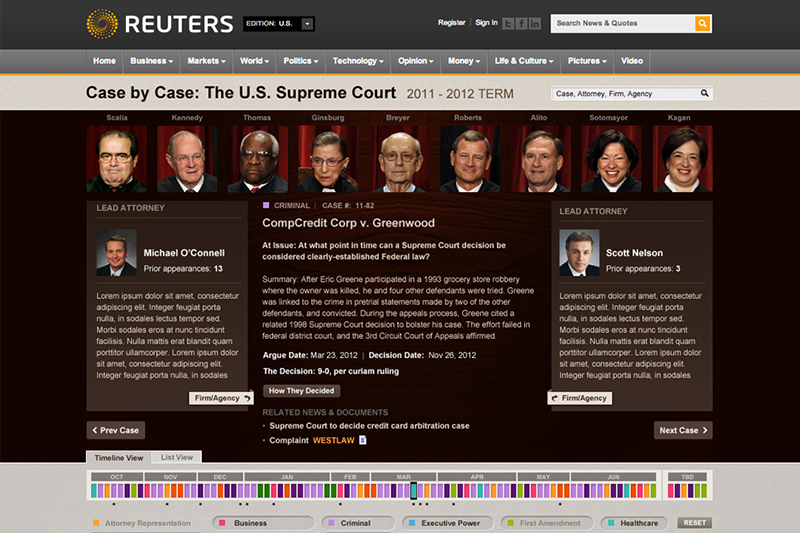 REUTERS
EDITION: U.S.
Register
Sign In
Search News & Quotes
Home
Business
Markets
World
Politics
Technology
Opinion
Money
Life & Culture
Pictures
Video
Case by Case: The U.S. Supreme Court 2011 - 2012 TERM
Case, Attorney, Firm, Agency
Scalia
Kennedy
Thomas
Ginsburg
Breyer
Roberts
Alito
Sotomayor
Kagan
LEAD ATTORNEY
Michael O'Connell
Prior appearances: 13
Lorem ipsum dolor sit amet, consectetur
adipiscing elit. Integer feugiat porta
nulla, in sodales lectus tempor sed.
Morbi sodales eros at nunc tincidunt
facilisis. Nulla mattis erat blandit quam
porttitor ullamcorper. Lorem ipsum
dolor sit amet, consectetur adipiscing elit.
Integer feugiat porta nulla, in sodales
Firm/Agency
CRIMINAL | CASE #: 11-82
CompCredit Corp v. Greenwood
At Issue: At what point in time can a Supreme Court decision be
considered clearly-established Federal law?
Summary: After Eric Greene participated in a 1993 grocery store robbery
where the owner was killed, he and four other defendants were tried. Greene
was linked to the crime in pretrial statements made by two of the other
defendants, and convicted. During the appeals process, Greene cited a
related 1998 Supreme Court decision to bolster his case. The effort failed in
federal district court, and the 3rd Circuit Court of Appeals affirmed.
Argue Date: Mar 23, 2012 | Decision Date: Nov 26, 2012
The Decision: 9-0, per curiam ruling
How They Decided
RELATED NEWS & DOCUMENTS
Supreme Court to decide credit card arbitration case
Complaint WESTLAW
LEAD ATTORNEY
Scott Nelson
Prior appearances: 3
Lorem ipsum dolor sit amet, consectetur
adipiscing elit. Integer feugiat porta
nulla, in sodales lectus tempor sed.
Morbi sodales eros at nunc tincidunt
facilisis. Nulla mattis erat blandit quam
porttitor ullamcorper. Lorem ipsum
dolor sit amet, consectetur adipiscing elit.
Integer feugiat porta nulla, in sodales
Firm/Agency
Prev Case
Next Case
Timeline View
List View
OCT
NOV
DEC
JAN
FEB
MAR
APR
MAY
JUN
TBD
Attorney Representation
Business
Criminal
Executive Power
First Amendment
Healthcare
RESET